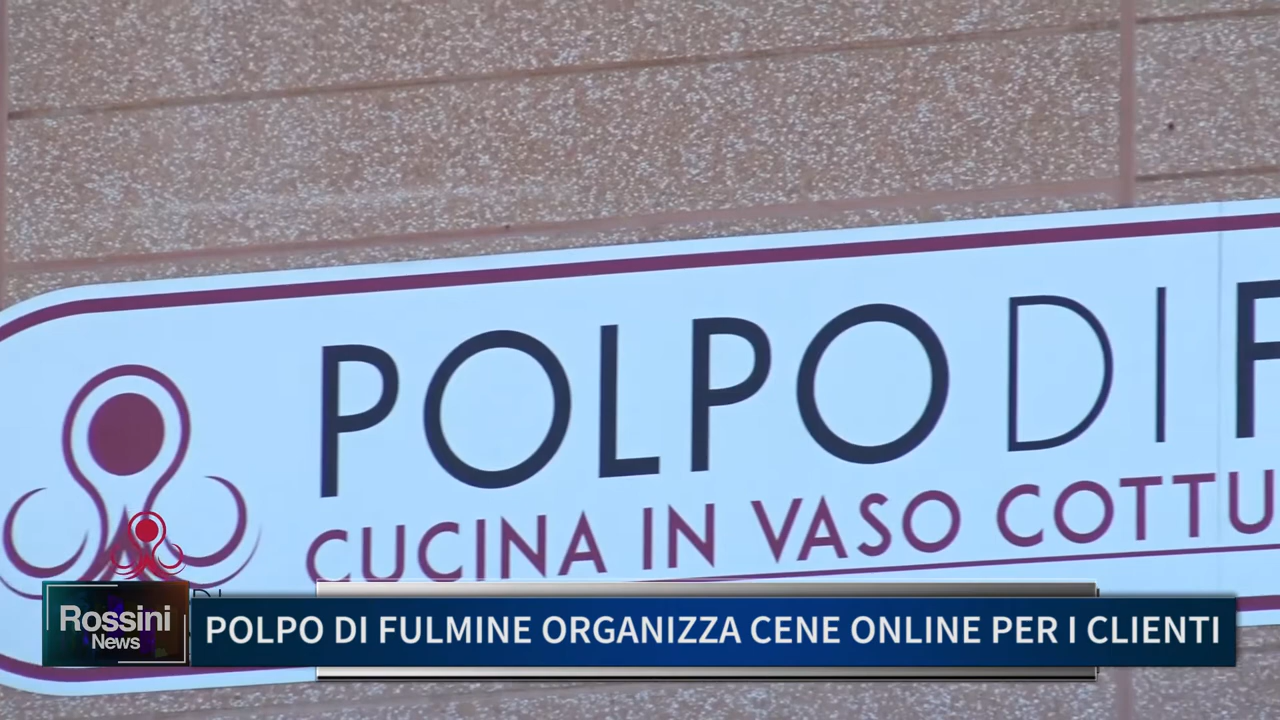 POLPO DI F
CUCINA IN VASO COTTU
Rossini
News
POLPO DI FULMINE ORGANIZZA CENE ONLINE PER I CLIENTI